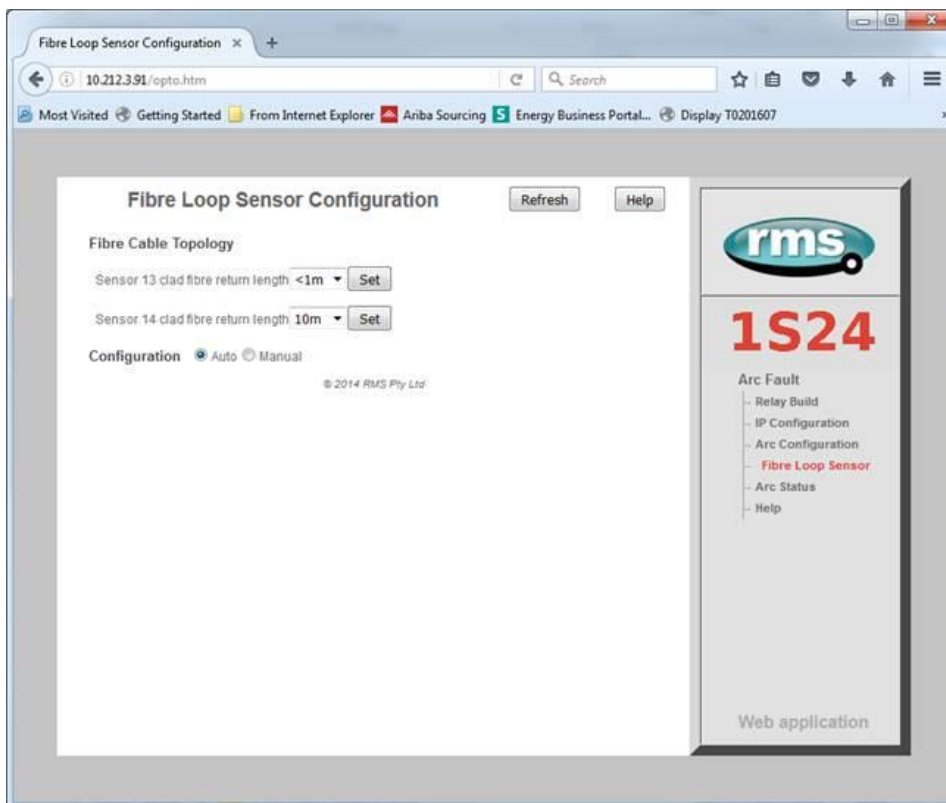 Fibre Loop Sensor Configuration × +
10.212.3.91/opto.htm
Search
Most Visited Getting Started From Internet Explorer Ariba Sourcing S Energy Business Portal... Display T0201607
Fibre Loop Sensor Configuration Refresh Help
Fibre Cable Topology
Sensor 13 clad fibre return length <1m Set
Sensor 14 clad fibre return length 10m Set
Configuration Auto Manual
© 2014 RMS Pty Ltd
rms
1S24
Arc Fault
Relay Build
IP Configuration
Arc Configuration
Fibre Loop Sensor
Arc Status
Help
Web application